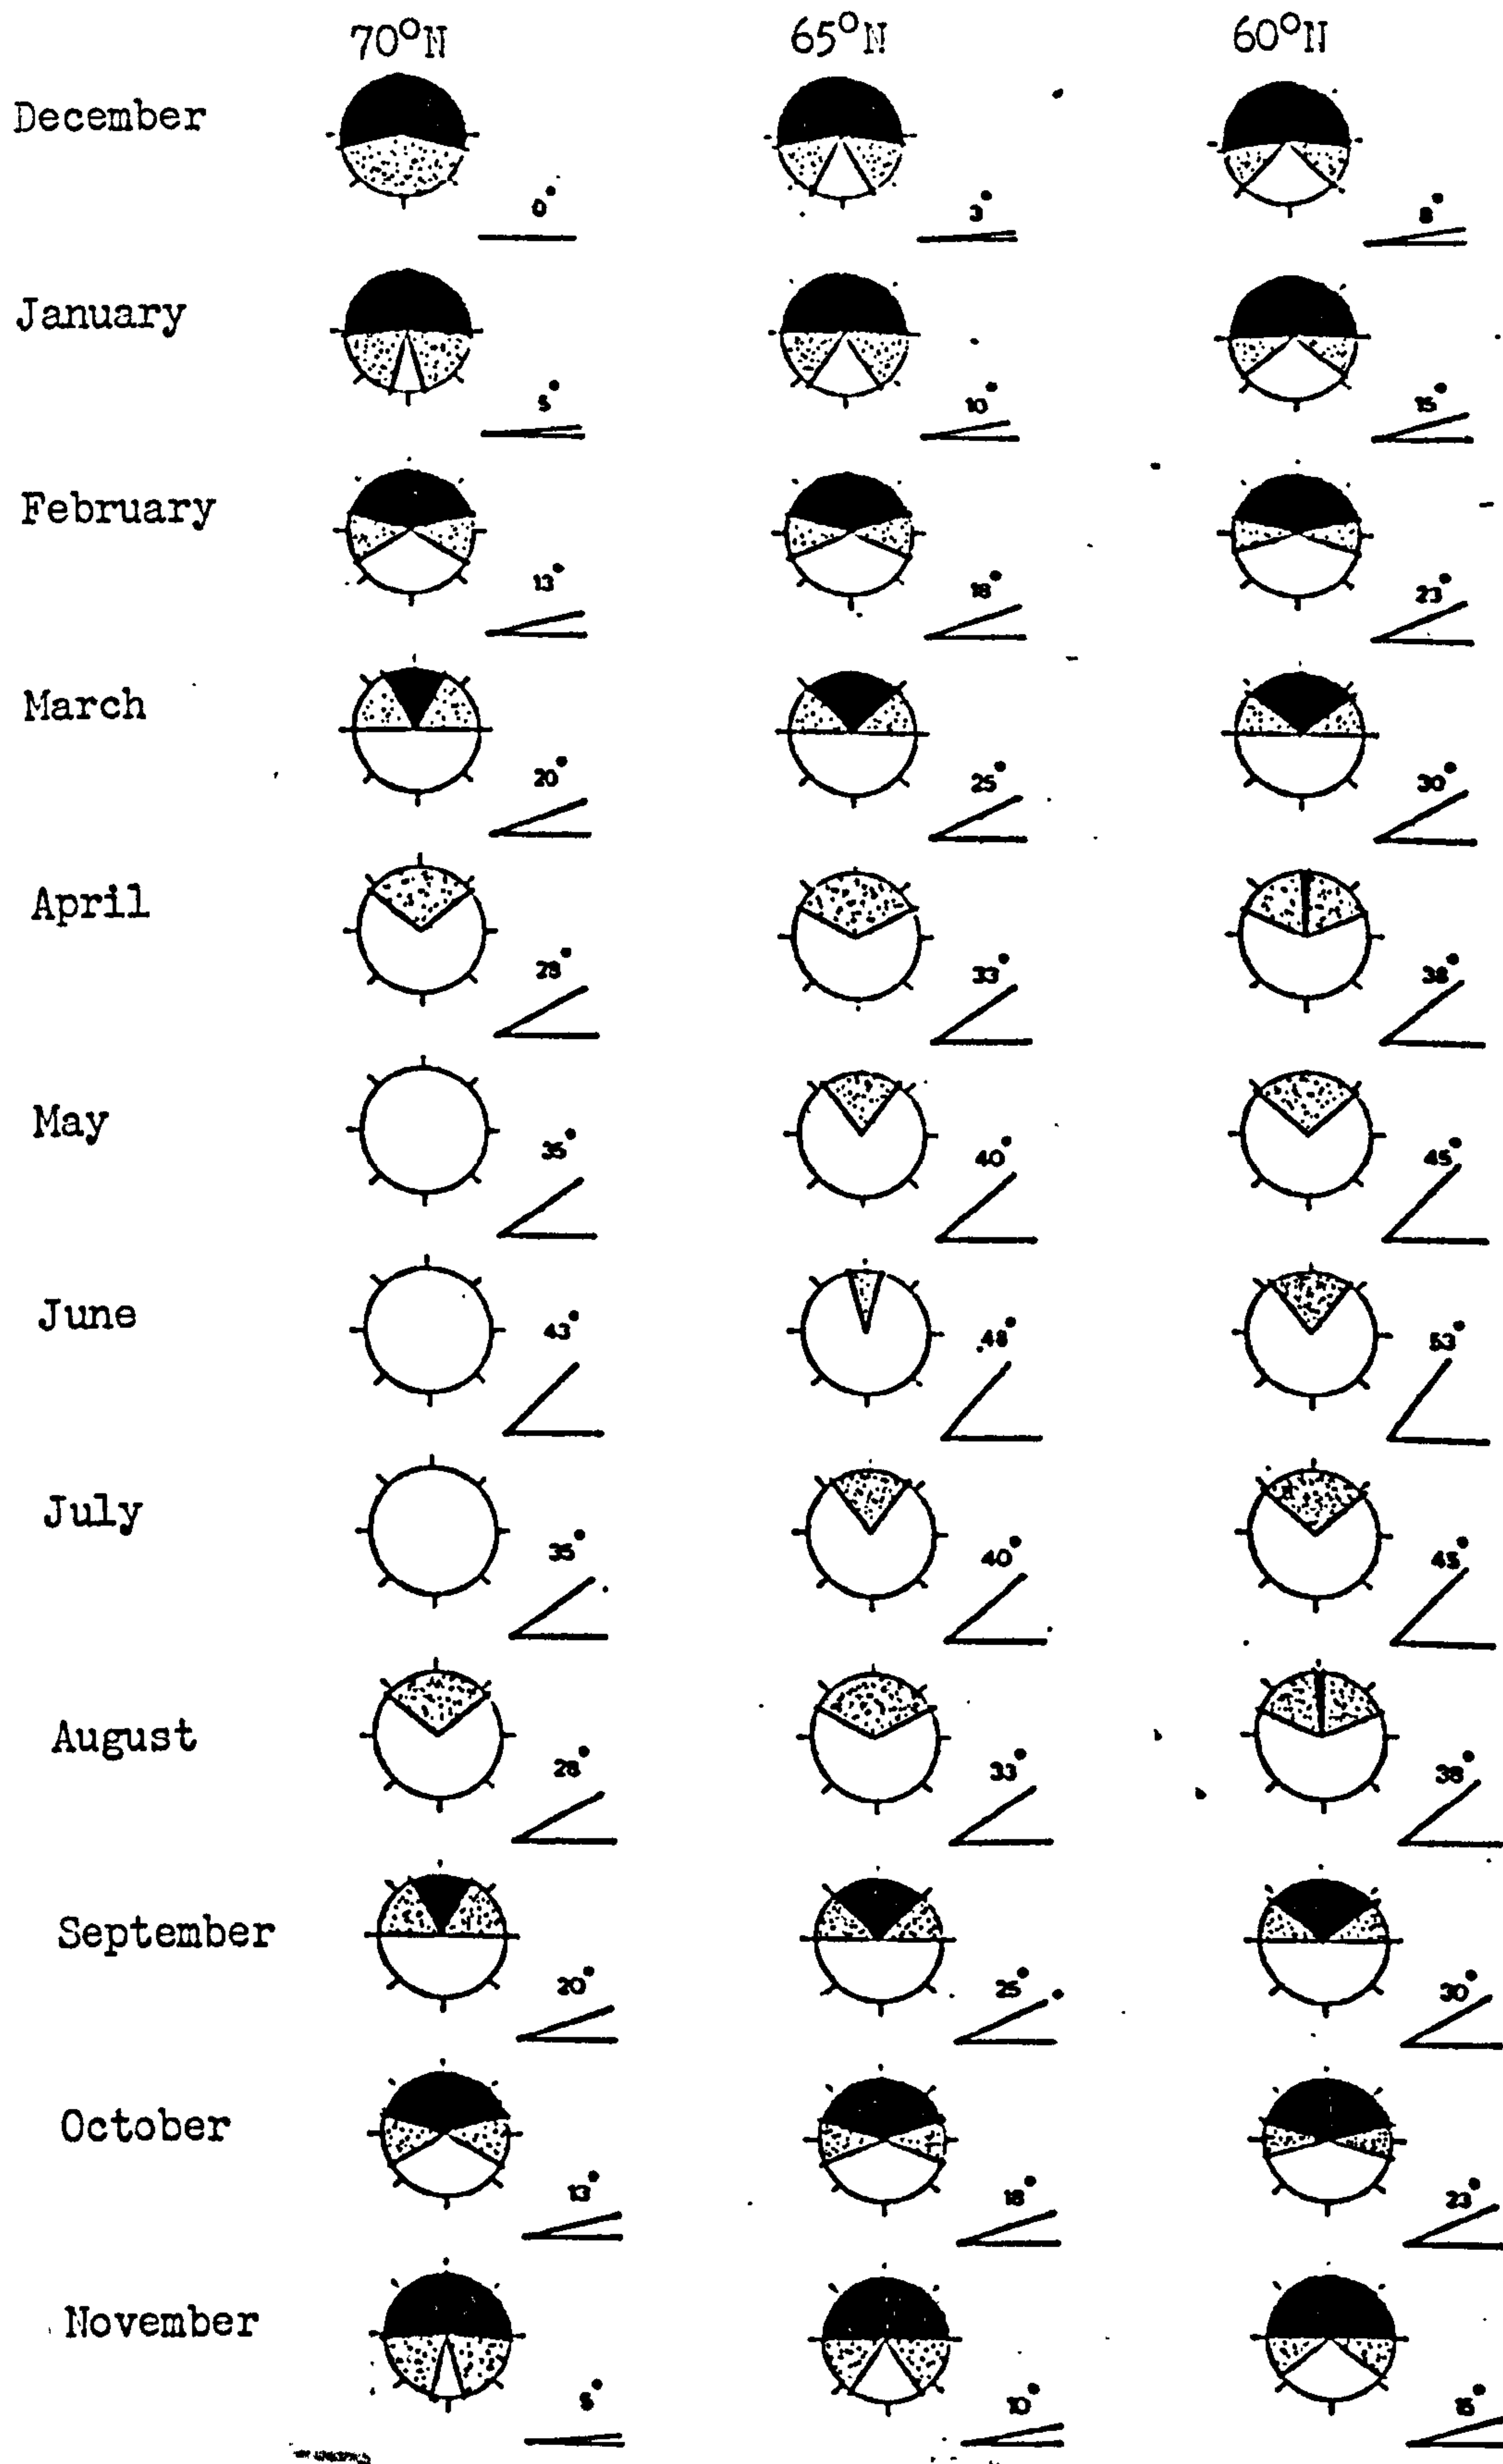 70°N 65°N 60°N
December
0° 3° 8°
January
5° 10° 15°
February
13° 18° 23°
March
20° 25° 30°
April
28° 33° 38°
May
35° 40° 45°
June
43° 48° 53°
July
35° 40° 45°
August
28° 33° 38°
September
20° 25° 30°
October
13° 18° 23°
November
5° 10° 15°